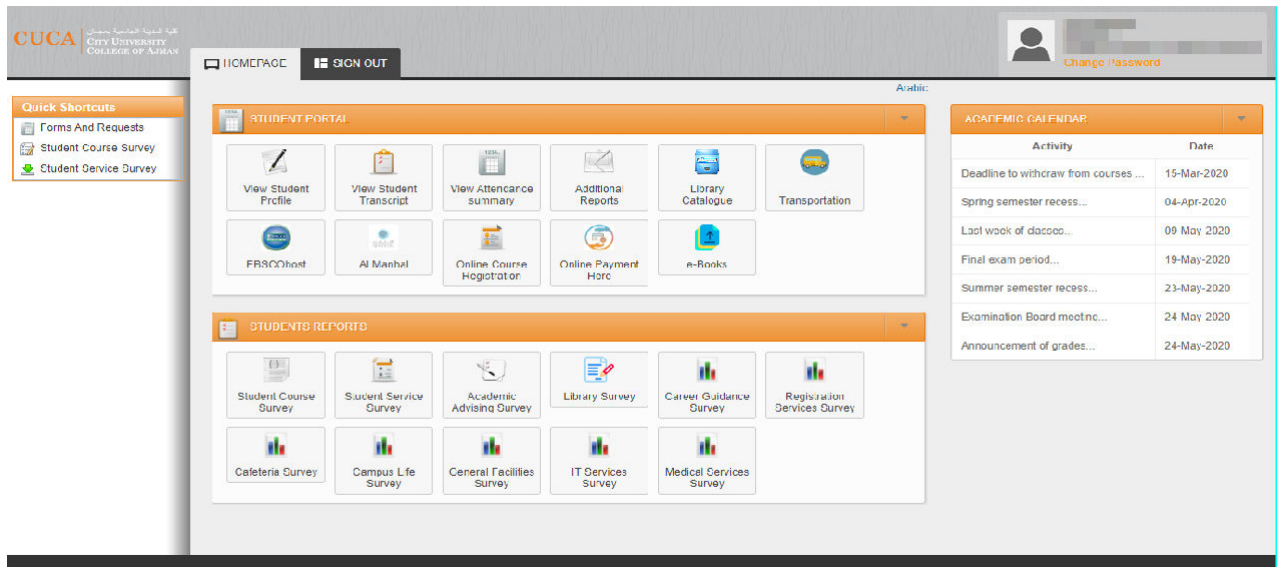 CUCA
كلية المدينة الجامعية بعجمان
CITY UNIVERSITY
COLLEGE OF AJMAN
HOMEPAGE
SIGN OUT
Change Password
Arabic
Quick Shortcuts
Forms And Requests
Student Course Survey
Student Service Survey
STUDENT PORTAL
View Student
Profile
View Student
Transcript
View Attencance
summary
Additional
Reports
Library
Catalogue
Transportation
EBSCOhost
Al Manhal
Online Course
Registration
Online Payment
Here
e-Books
STUDENTS REPORTS
Student Course
Survey
Student Service
Survey
Academic
Advising Survey
Library Survey
Career Guidance
Survey
Registration
Services Survey
Cafeteria Survey
Campus Life
Survey
General Facilities
Survey
IT Services
Survey
Medical Services
Survey
ACADEMIC CALENDAR
Activity Date
Deadline to withdraw from courses ... 15-Mar-2020
Spring semester recess... 04-Apr-2020
Last week of classes... 09 May 2020
Final exam period... 19-May-2020
Summer semester recess... 23-May-2020
Examination Board meeting... 24 May 2020
Announcement of grades... 24-May-2020